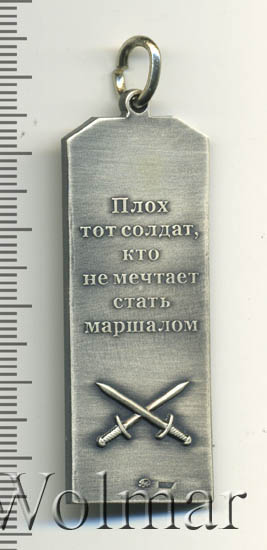 Плох
тот солдат,
кто
не мечтает
стать
маршалом
Wolmar